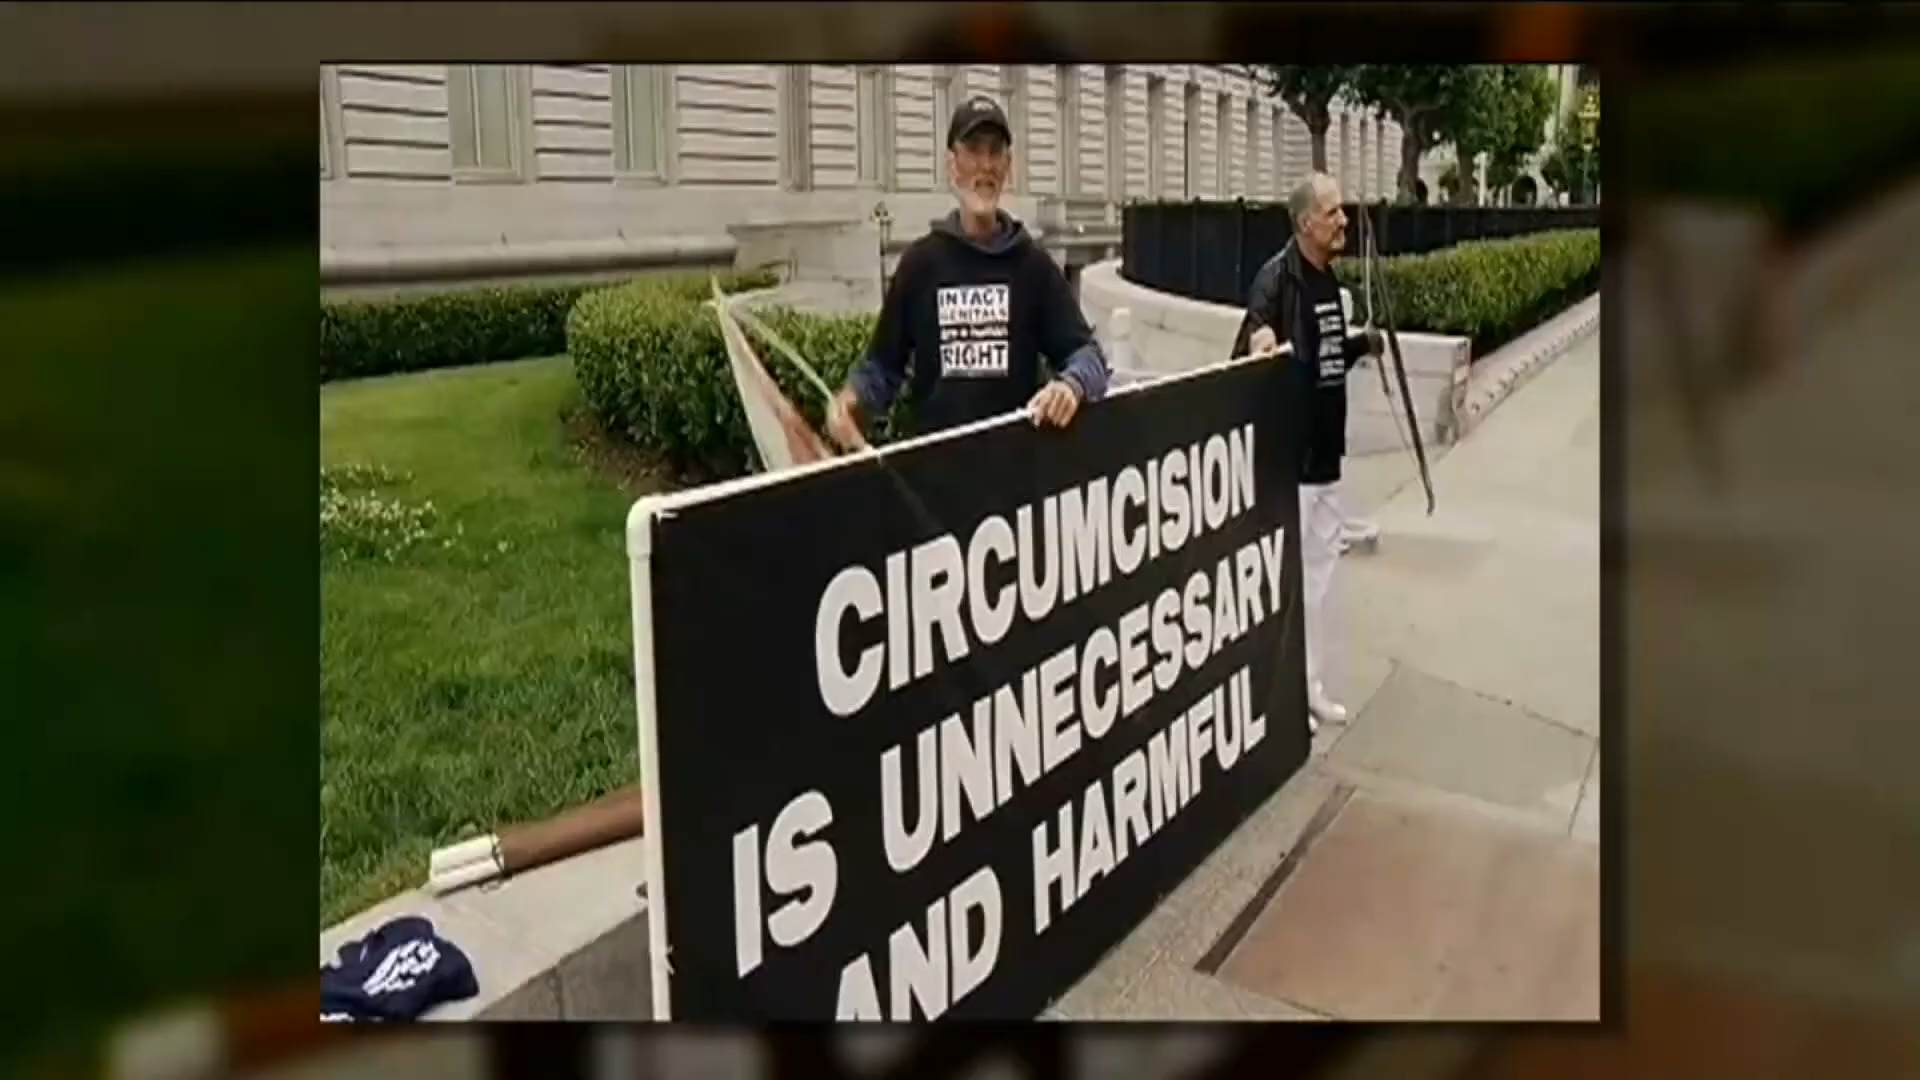 INTACT
GENITALS
are a human
RIGHT
CIRCUMCISION
IS UNNECESSARY
AND HARMFUL